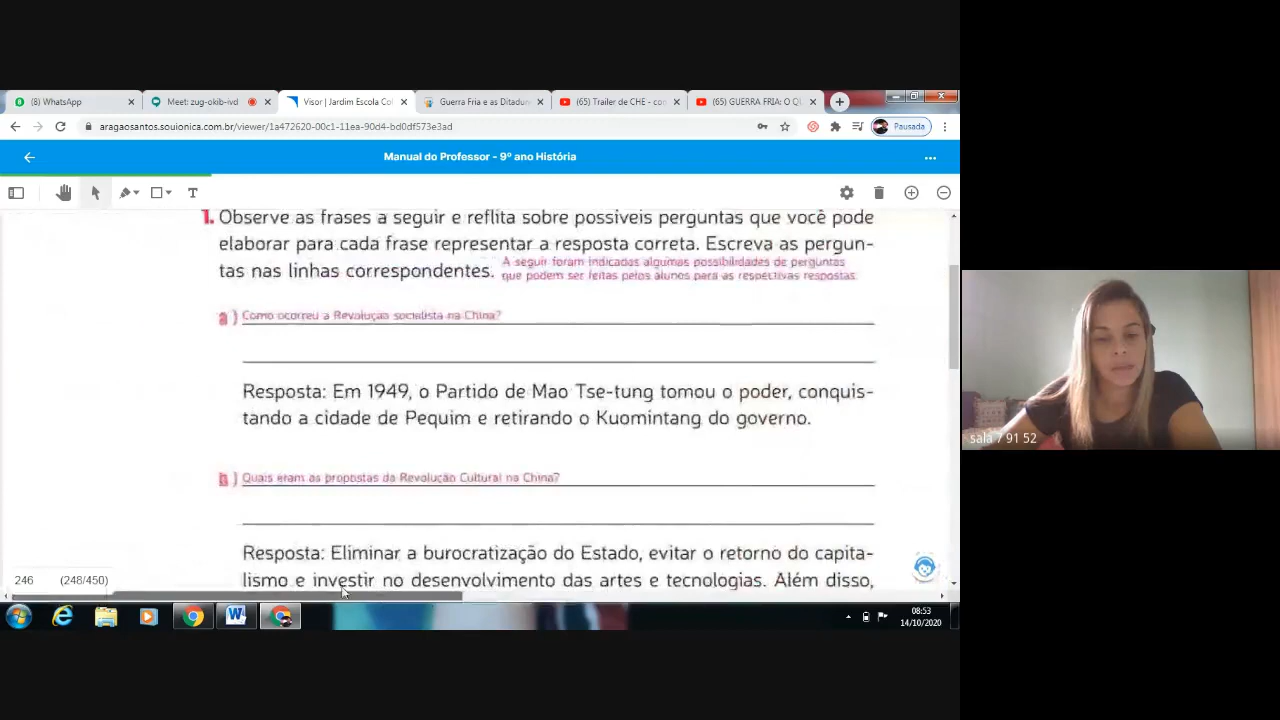 (8) WhatsApp
Meet: zug-okib-ivd
Visor | Jardim Escola Col
Guerra Fria e as Ditadur
(65) Trailer de CHE - cor
(65) GUERRA FRIA: O QU
aragaosantos.souionica.com.br/viewer/1a472620-00c1-11ea-90d4-bd0df573e3ad
Pausada
Manual do Professor - 9º ano História
T
1. Observe as frases a seguir e reflita sobre possíveis perguntas que você pode
elaborar para cada frase representar a resposta correta. Escreva as pergun-
tas nas linhas correspondentes.
A seguir foram indicadas algumas possibilidades de perguntas
que podem ser feitas pelos alunos para as respectivas respostas.
a) Como ocorreu a Revolução socialista na China?
Resposta: Em 1949, o Partido de Mao Tse-tung tomou o poder, conquis-
tando a cidade de Pequim e retirando o Kuomintang do governo.
b) Quais eram as propostas da Revolução Cultural na China?
Resposta: Eliminar a burocratização do Estado, evitar o retorno do capita-
lismo e investir no desenvolvimento das artes e tecnologias. Além disso,
246 (248/450)
sala 7 91 52
08:53
14/10/2020